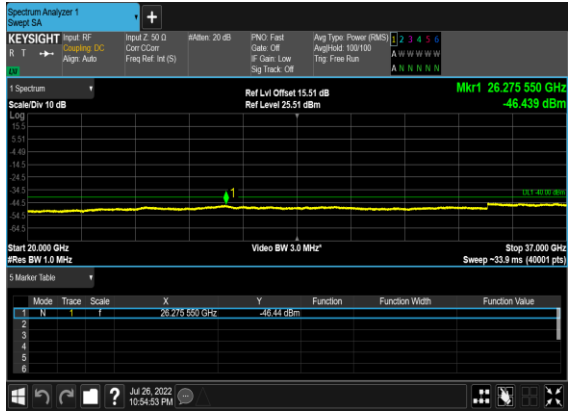 Spectrum Analyzer 1
Swept SA
+
KEYSIGHT Input: RF Input Z: 50 Ω #Atten: 20 dB PNO: Fast Avg Type: Power (RMS) 1 2 3 4 5 6
R T Coupling: DC Corr CCorr Gate: Off Avg|Hold: 100/100 A W W W W W
Align: Auto Freq Ref: Int (S) IF Gain: Low Trig: Free Run
Sig Track: Off A N N N N N
1 Spectrum
Ref Lvl Offset 15.51 dB Mkr1 26.275 550 GHz
Scale/Div 10 dB Ref Level 25.51 dBm -46.439 dBm
Log
15.5
5.51
-4.49
-14.5
-24.5
-34.5
1
-44.5
-54.5
-64.5
Start 20.000 GHz Video BW 3.0 MHz* Stop 37.000 GHz
#Res BW 1.0 MHz Sweep ~33.9 ms (40001 pts)
5 Marker Table
Mode Trace Scale X Y Function Function Width Function Value
1 N 1 f 26.275 550 GHz -46.44 dBm
2
3
4
5
6
? Jul 26, 2022
10:54:53 PM